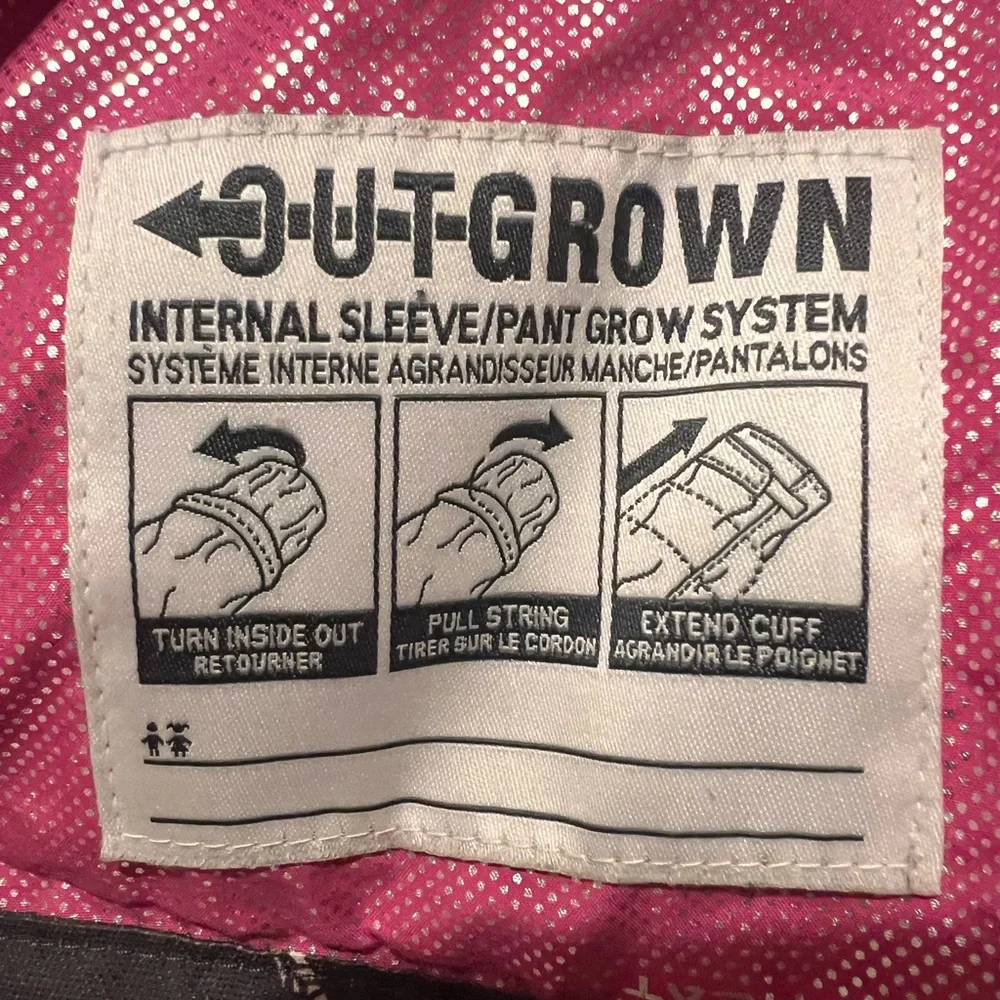 OUTGROWN
INTERNAL SLEEVE/PANT GROW SYSTEM
SYSTÈME INTERNE AGRANDISSEUR MANCHE/PANTALONS
TURN INSIDE OUT
RETOURNER
PULL STRING
TIRER SUR LE CORDON
EXTEND CUFF
AGRANDIR LE POIGNET